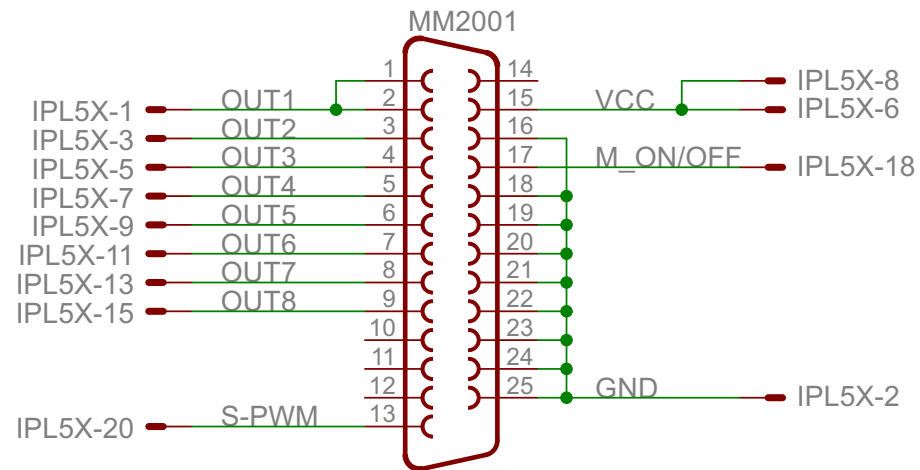 MM2001
1 14 IPL5X-8
IPL5X-1 OUT1 2 15 VCC IPL5X-6
IPL5X-3 OUT2 3 16
IPL5X-5 OUT3 4 17 M_ON/OFF IPL5X-18
IPL5X-7 OUT4 5 18
IPL5X-9 OUT5 6 19
IPL5X-11 OUT6 7 20
IPL5X-13 OUT7 8 21
IPL5X-15 OUT8 9 22
10 23
11 24
12 25 GND IPL5X-2
IPL5X-20 S-PWM 13